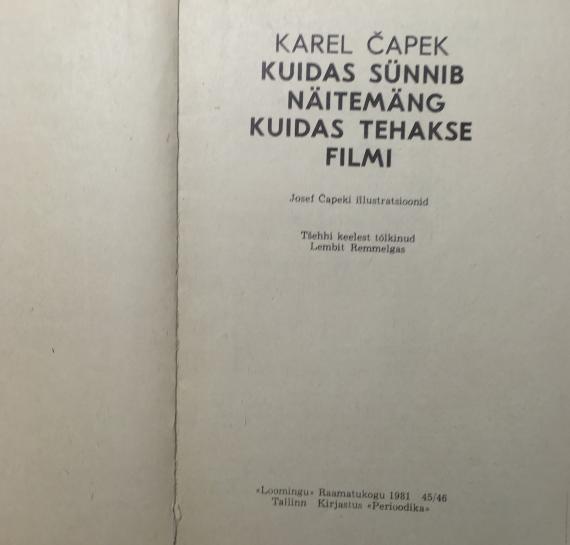 KAREL ČAPEK
KUIDAS SÜNNIB
NÄITEMÄNG
KUIDAS TEHAKSE
FILMI
Josef Čapeki illustratsioonid
Tšehhi keelest tõlkinud
Lembit Remmelgas
«Loomingu» Raamatukogu 1981 45/46
Tallinn Kirjastus «Perioodika»